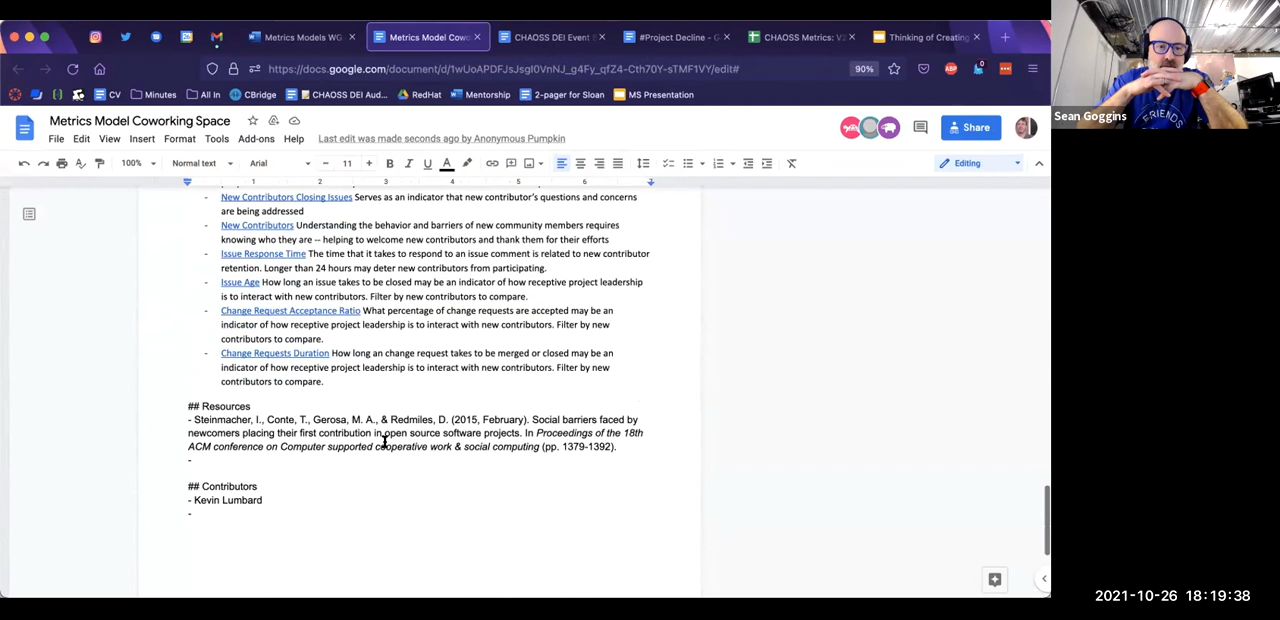 Metrics Models WG
Metrics Model Cowo
CHAOSS DEI Event
#Project Decline - G
CHAOSS Metrics: V
Thinking of Creating
https://docs.google.com/document/d/1wUoAPDFJsJsgI0VnNJ_g4Fy_qfZ4-Cth70Y-sTMF1VY/edit#
90%
CV
Minutes
All In
CBridge
CHAOSS DEI Aud...
RedHat
Mentorship
2-pager for Sloan
MS Presentation
Metrics Model Coworking Space
File Edit View Insert Format Tools Add-ons Help Last edit was made seconds ago by Anonymous Pumpkin
Share
100% Normal text Arial 11 B I U A Editing
1 2 3 4 5 6 7
- New Contributors Closing Issues Serves as an indicator that new contributor's questions and concerns
are being addressed
- New Contributors Understanding the behavior and barriers of new community members requires
knowing who they are -- helping to welcome new contributors and thank them for their efforts
- Issue Response Time The time that it takes to respond to an issue comment is related to new contributor
retention. Longer than 24 hours may deter new contributors from participating.
- Issue Age How long an issue takes to be closed may be an indicator of how receptive project leadership
is to interact with new contributors. Filter by new contributors to compare.
- Change Request Acceptance Ratio What percentage of change requests are accepted may be an
indicator of how receptive project leadership is to interact with new contributors. Filter by new
contributors to compare.
- Change Requests Duration How long an change request takes to be merged or closed may be an
indicator of how receptive project leadership is to interact with new contributors. Filter by new
contributors to compare.
## Resources
- Steinmacher, I., Conte, T., Gerosa, M. A., & Redmiles, D. (2015, February). Social barriers faced by
newcomers placing their first contribution in open source software projects. In Proceedings of the 18th
ACM conference on Computer supported cooperative work & social computing (pp. 1379-1392).
-
## Contributors
- Kevin Lumbard
-
Sean Goggins
FRIENDS
2021-10-26 18:19:38